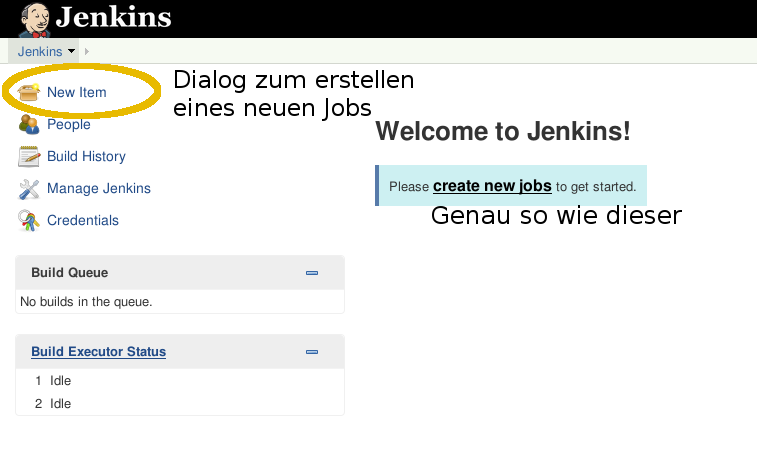 Jenkins
Jenkins
New Item
Dialog zum erstellen
eines neuen Jobs
People
Build History
Manage Jenkins
Credentials
Welcome to Jenkins!
Please create new jobs to get started.
Genau so wie dieser
Build Queue
No builds in the queue.
Build Executor Status
1 Idle
2 Idle